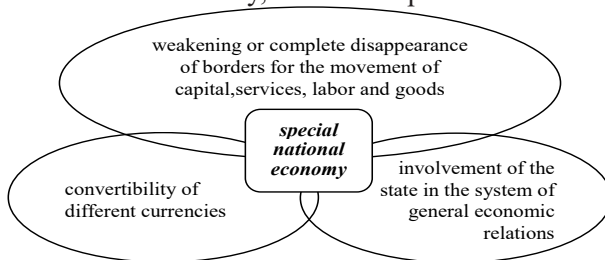 weakening or complete disappearance
of borders for the movement of
capital,services, labor and goods
special
national
economy
convertibility of
different currencies
involvement of the
state in the system of
general economic
relations